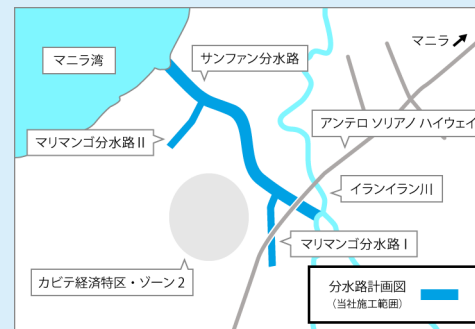 マニラ
マニラ湾
サンファン分水路
アンテロ ソリアノ ハイウェイ
マリマンゴ分水路Ⅱ
イランイラン川
マリマンゴ分水路Ⅰ
カビテ経済特区・ゾーン2
分水路計画図
(当社施工範囲)